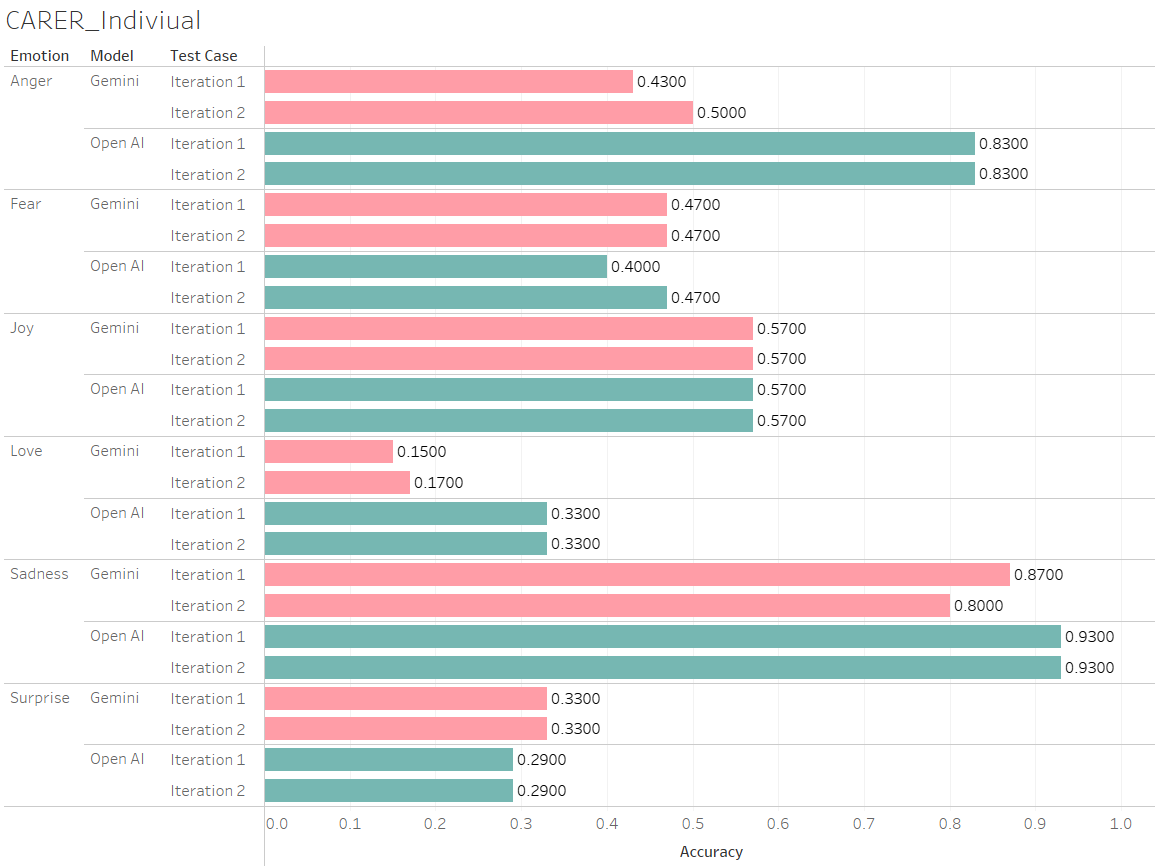 CARER_Indiviual
Emotion Model Test Case
Anger Gemini Iteration 1 0.4300
Iteration 2 0.5000
Open AI Iteration 1 0.8300
Iteration 2 0.8300
Fear Gemini Iteration 1 0.4700
Iteration 2 0.4700
Open AI Iteration 1 0.4000
Iteration 2 0.4700
Joy Gemini Iteration 1 0.5700
Iteration 2 0.5700
Open AI Iteration 1 0.5700
Iteration 2 0.5700
Love Gemini Iteration 1 0.1500
Iteration 2 0.1700
Open AI Iteration 1 0.3300
Iteration 2 0.3300
Sadness Gemini Iteration 1 0.8700
Iteration 2 0.8000
Open AI Iteration 1 0.9300
Iteration 2 0.9300
Surprise Gemini Iteration 1 0.3300
Iteration 2 0.3300
Open AI Iteration 1 0.2900
Iteration 2 0.2900
0.0 0.1 0.2 0.3 0.4 0.5 0.6 0.7 0.8 0.9 1.0
Accuracy